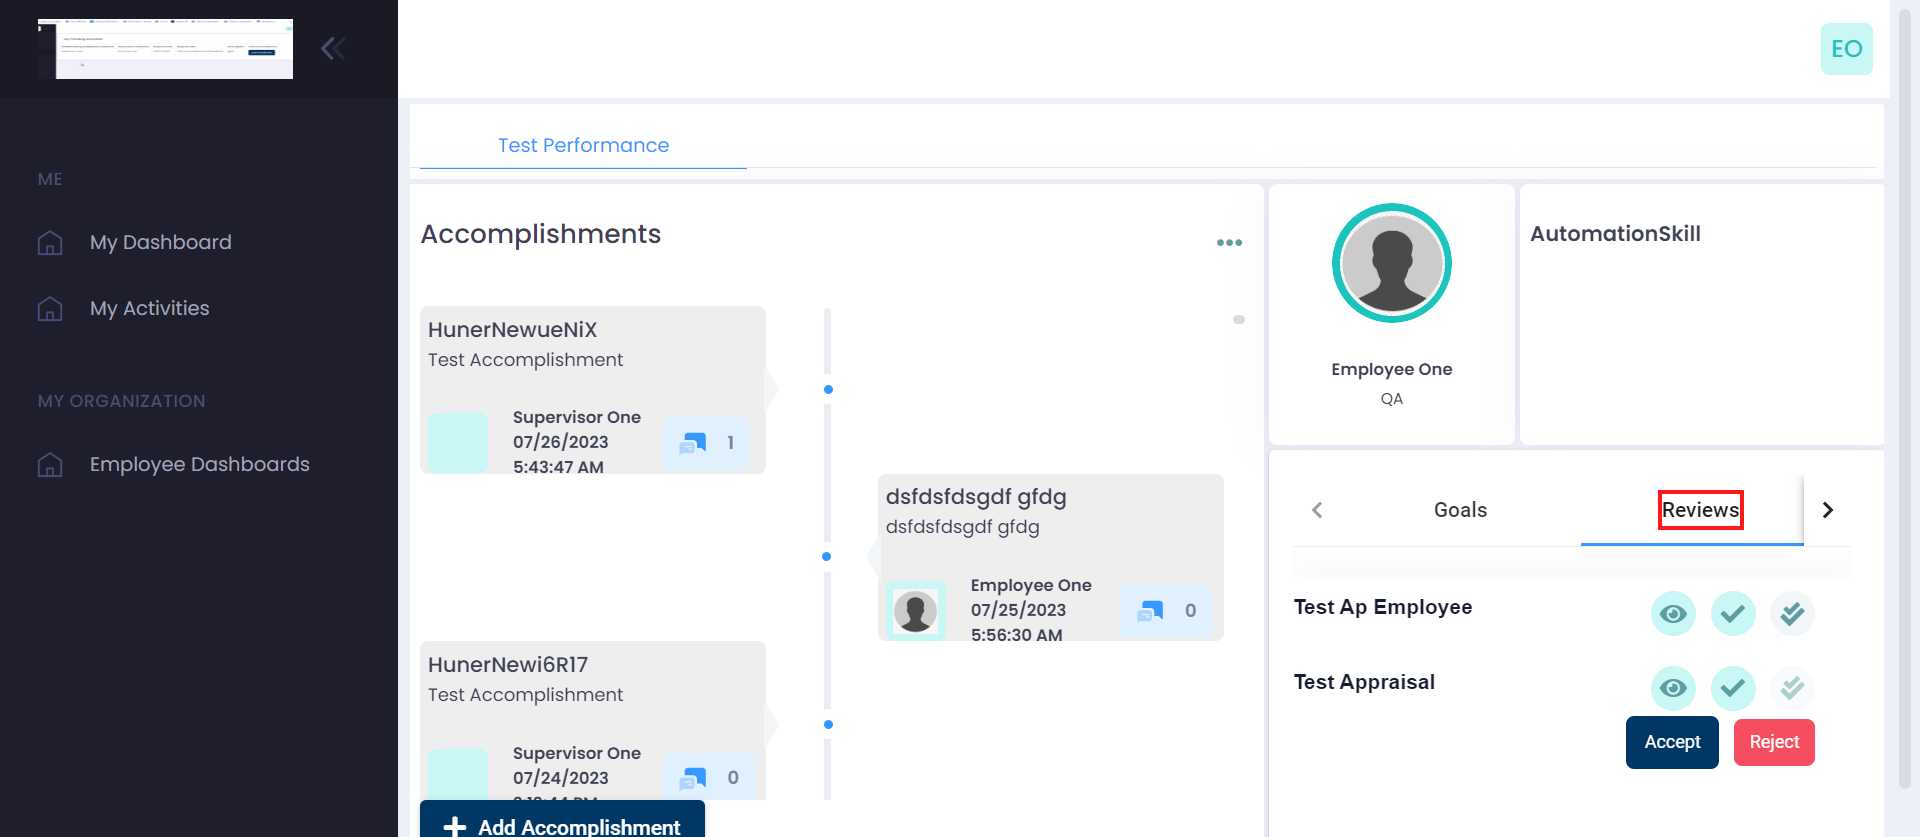 EO
ME
My Dashboard
My Activities
MY ORGANIZATION
Employee Dashboards
Test Performance
Accomplishments
HunerNewueNiX
Test Accomplishment
Supervisor One
07/26/2023
5:43:47 AM
1
dsfdsfdsgdf gfdg
dsfdsfdsgdf gfdg
Employee One
07/25/2023
5:56:30 AM
0
HunerNewi6R17
Test Accomplishment
Supervisor One
07/24/2023
0
Add Accomplishment
Employee One
QA
AutomationSkill
Goals
Reviews
Test Ap Employee
Test Appraisal
Accept
Reject